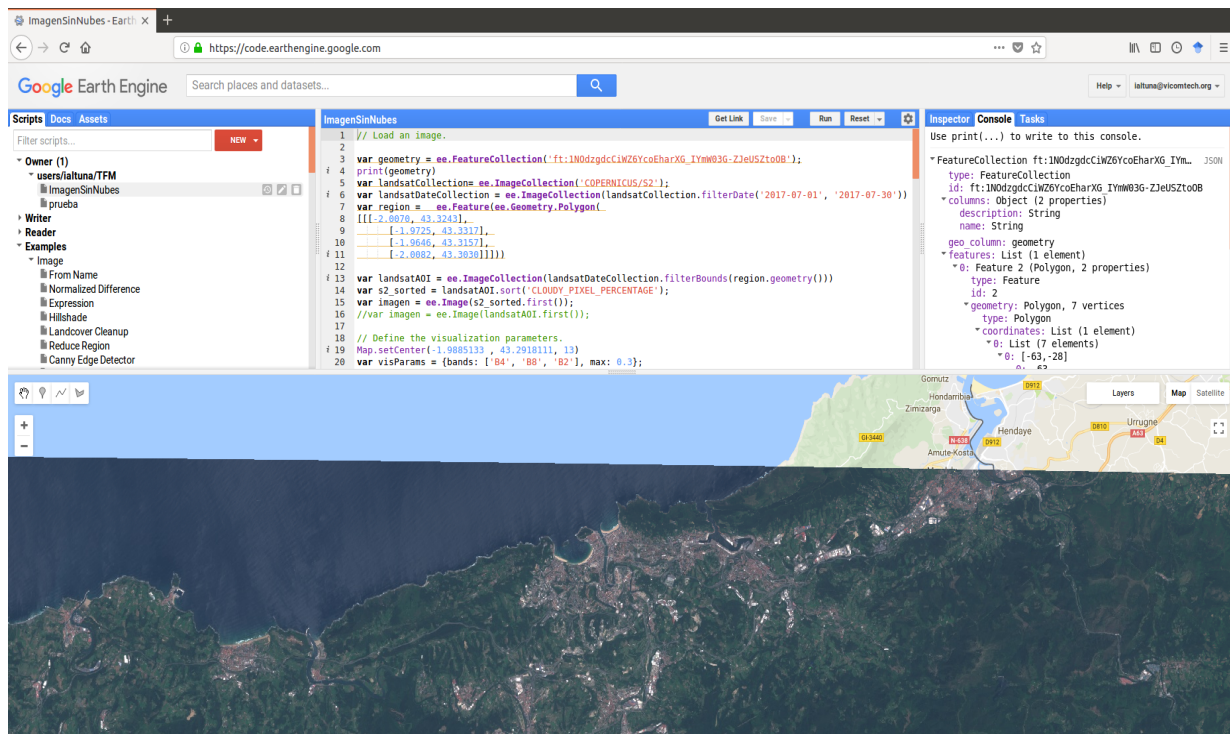 ImagenSinNubes - Earth
https://code.earthengine.google.com
Google Earth Engine
Search places and datasets...
Help
ialtuna@vicomtech.org
Scripts Docs Assets
Filter scripts...
NEW
Owner (1)
users/ialtuna/TFM
ImagenSinNubes
prueba
Writer
Reader
Examples
Image
From Name
Normalized Difference
Expression
Hillshade
Landcover Cleanup
Reduce Region
Canny Edge Detector
ImagenSinNubes
Get Link Save Run Reset
1 // Load an image.
2
3 var geometry = ee.FeatureCollection('ft:1NOdzgdcCiWZ6YcoEharXG_IYmW03G-ZJeUSZtoOB');
i 4 print(geometry)
5 var landsatCollection= ee.ImageCollection('COPERNICUS/S2');
i 6 var landsatDateCollection = ee.ImageCollection(landsatCollection.filterDate('2017-07-01', '2017-07-30'))
7 var region = ee.Feature(ee.Geometry.Polygon(
8 [[[-2.0070, 43.3243],
9 [-1.9725, 43.3317],
10 [-1.9646, 43.3157],
i 11 [-2.0082, 43.3030]]]))
12
i 13 var landsatAOI = ee.ImageCollection(landsatDateCollection.filterBounds(region.geometry()))
14 var s2_sorted = landsatAOI.sort('CLOUDY_PIXEL_PERCENTAGE');
15 var imagen = ee.Image(s2_sorted.first());
16 //var imagen = ee.Image(landsatAOI.first());
17
18 // Define the visualization parameters.
i 19 Map.setCenter(-1.9885133 , 43.2918111, 13)
20 var visParams = {bands: ['B4', 'B8', 'B2'], max: 0.3};
Inspector Console Tasks
Use print(...) to write to this console.
FeatureCollection ft:1NOdzgdcCiWZ6YcoEharXG_IYm… JSON
type: FeatureCollection
id: ft:1NOdzgdcCiWZ6YcoEharXG_IYmW03G-ZJeUSZtoOB
columns: Object (2 properties)
description: String
name: String
geo_column: geometry
features: List (1 element)
0: Feature 2 (Polygon, 2 properties)
type: Feature
id: 2
geometry: Polygon, 7 vertices
type: Polygon
coordinates: List (1 element)
0: List (7 elements)
0: [-63,-28]
0: -63
Layers
Map Satellite
Gornutz
Hondarribia
D912
Zimizarga
GI-3440
N-638
Hendaye
D912
D810
Urrugne
A63
D4
Amute-Kosta